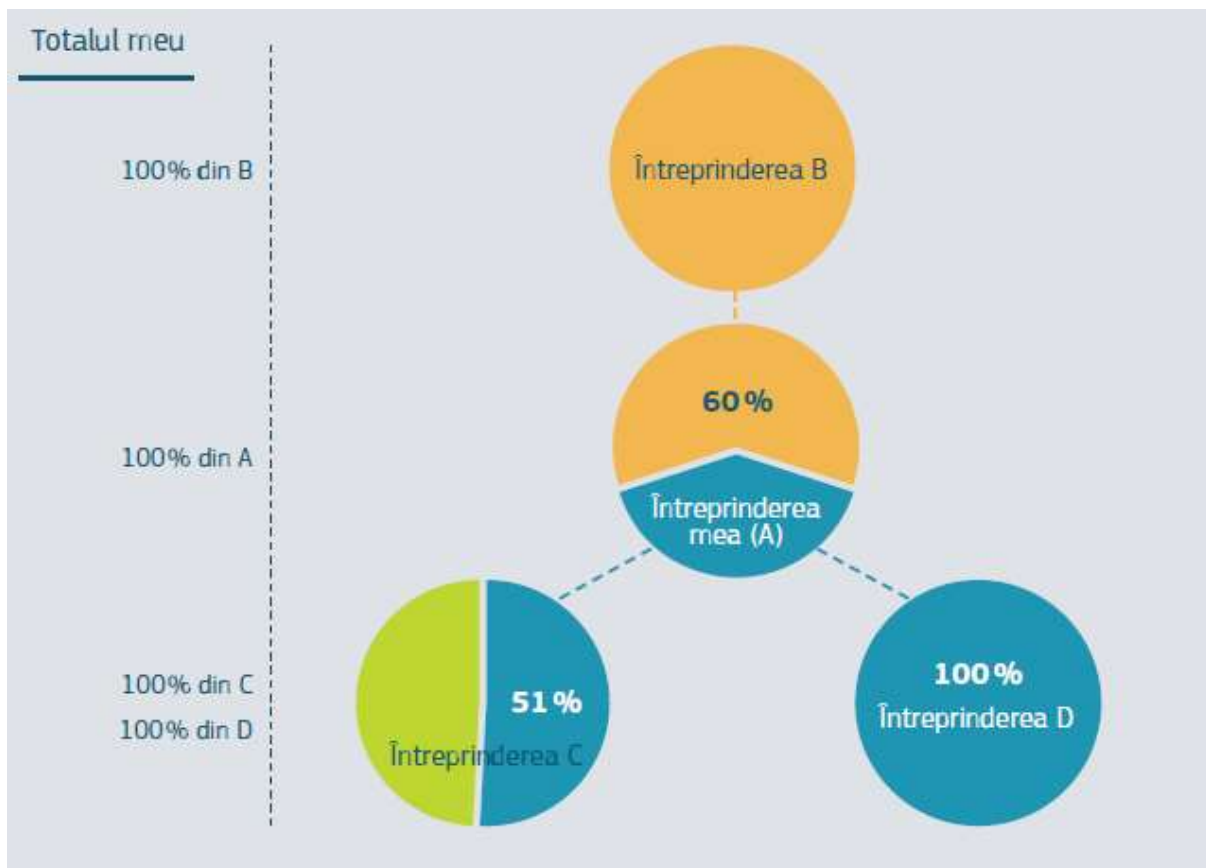 Totalul meu
100% din B
Întreprinderea B
60%
100% din A
Întreprinderea
mea (A)
100% din C
100% din D
51%
Întreprinderea C
100%
Întreprinderea D